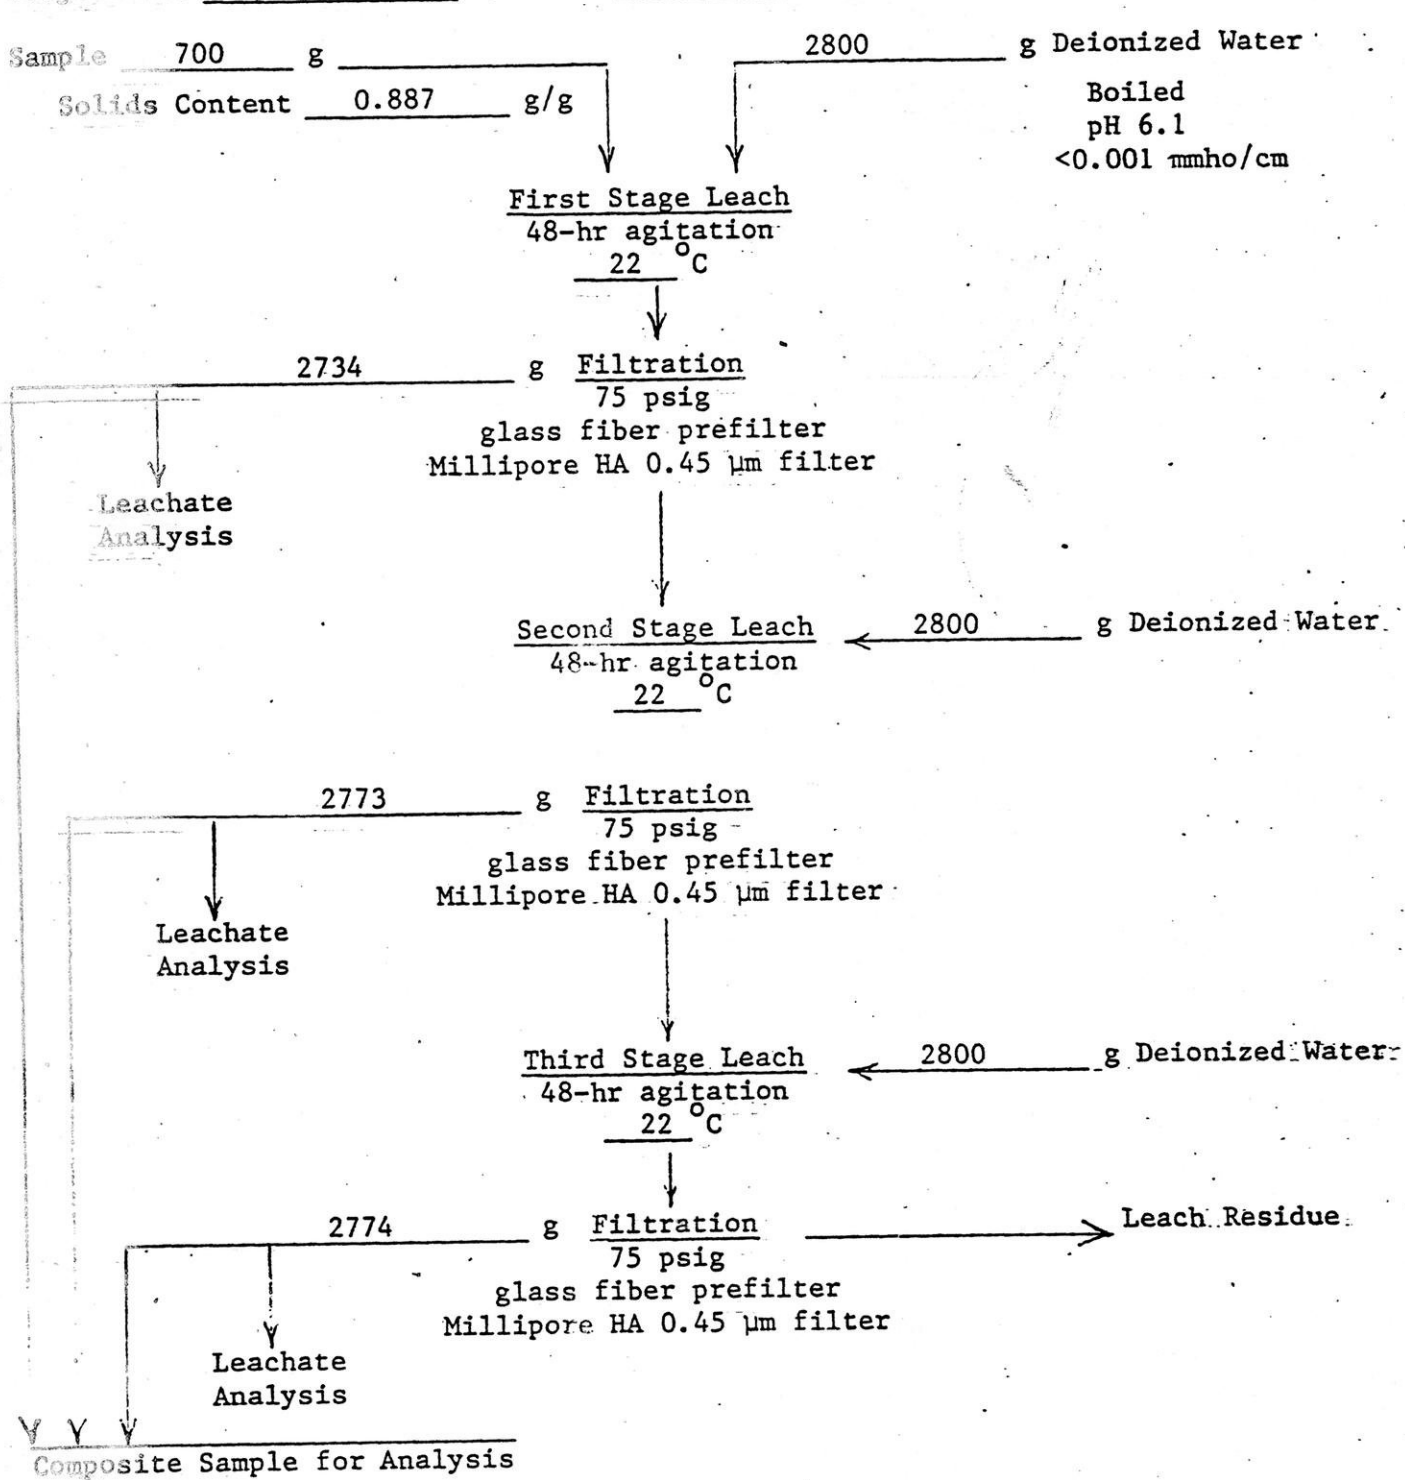 Sample 700 g 2800 g Deionized Water
Solids Content 0.887 g/g Boiled
pH 6.1
<0.001 mmho/cm
First Stage Leach
48-hr agitation
22 °C
2734 g Filtration
75 psig
glass fiber prefilter
Millipore HA 0.45 µm filter
Leachate
Analysis
Second Stage Leach 2800 g Deionized Water
48-hr agitation
22 °C
2773 g Filtration
75 psig
glass fiber prefilter
Millipore HA 0.45 µm filter
Leachate
Analysis
Third Stage Leach 2800 g Deionized Water
48-hr agitation
22 °C
2774 g Filtration Leach Residue
75 psig
glass fiber prefilter
Millipore HA 0.45 µm filter
Leachate
Analysis
Composite Sample for Analysis